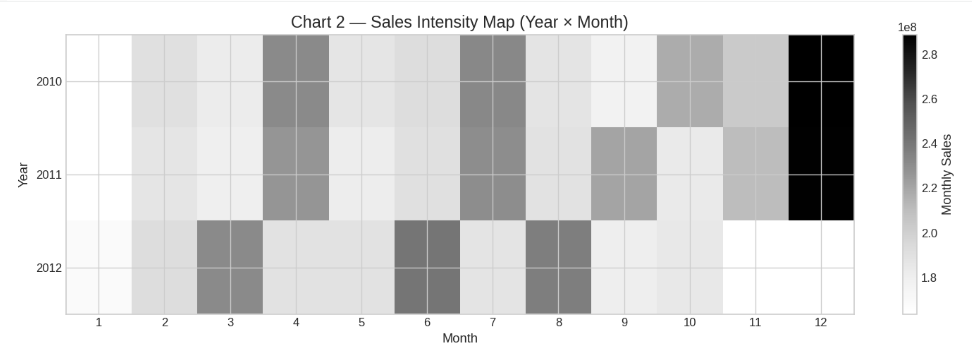 Chart 2 — Sales Intensity Map (Year × Month)
1e8
2.8
2.6
2.4
2.2
2.0
1.8
Monthly Sales
Year
2010
2011
2012
1 2 3 4 5 6 7 8 9 10 11 12
Month